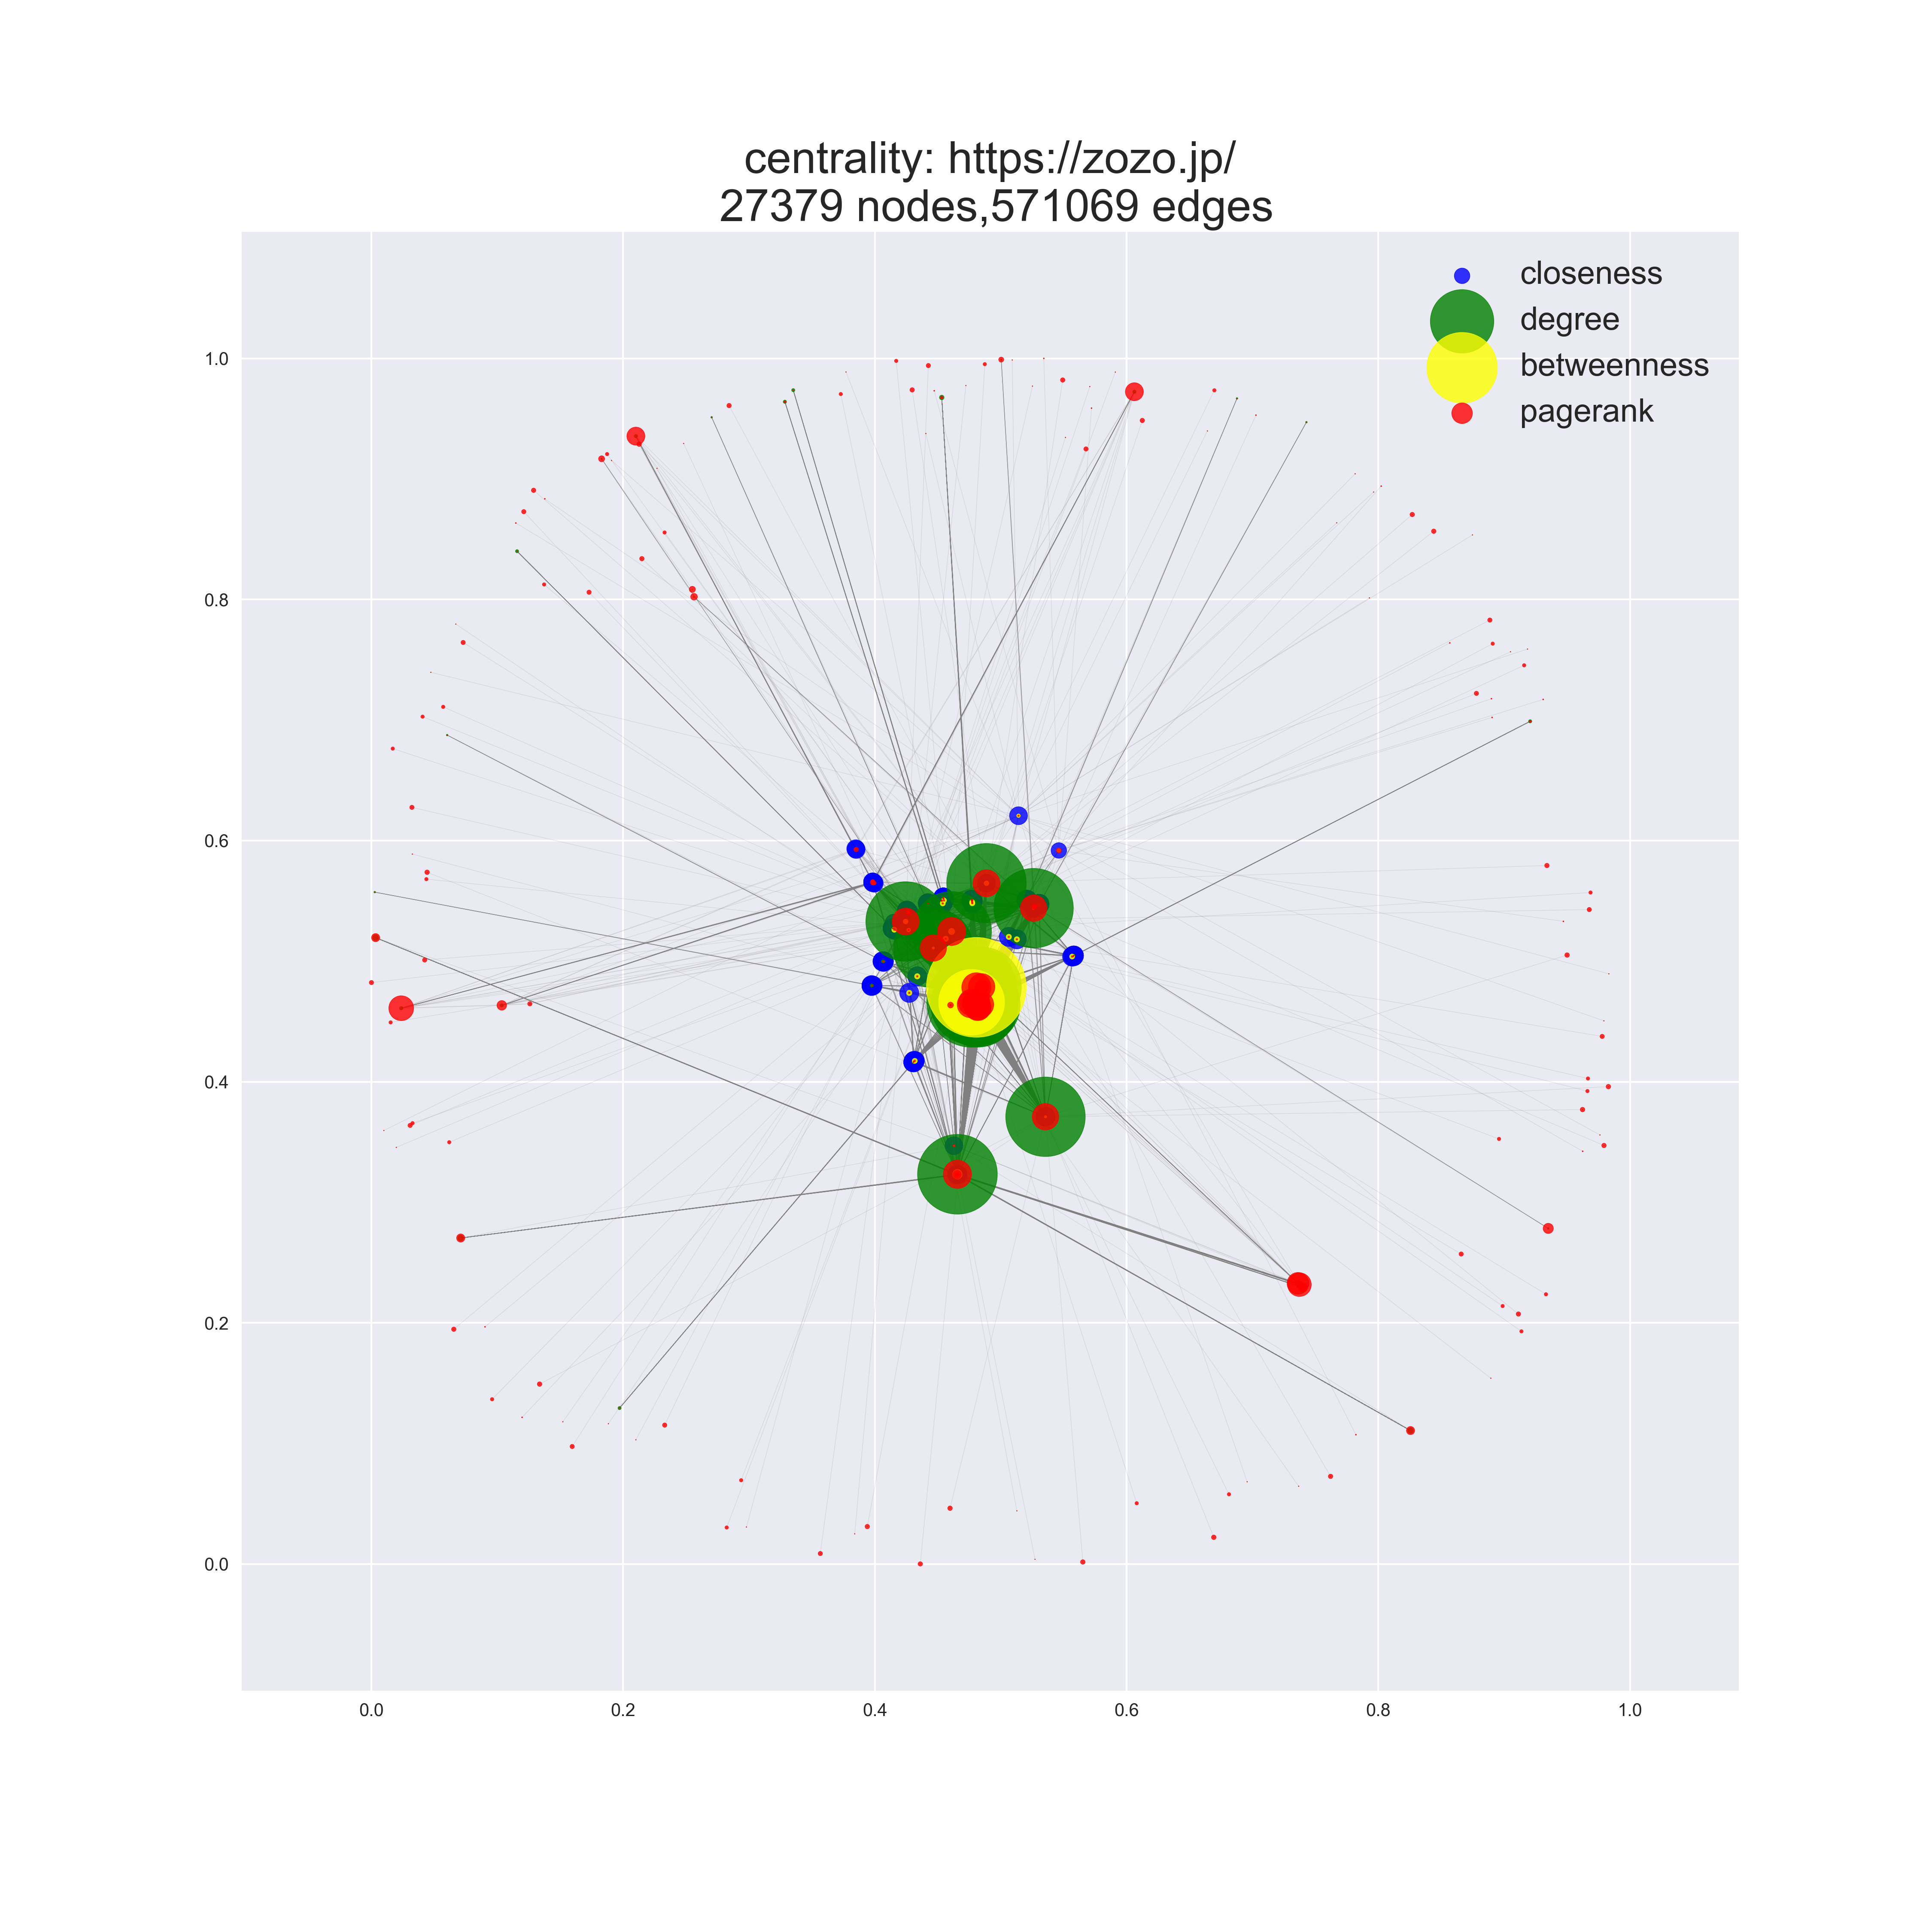 centrality: https://zozo.jp/
27379 nodes,571069 edges
closeness
degree
betweenness
pagerank
1.0
0.8
0.6
0.4
0.2
0.0
0.0 0.2 0.4 0.6 0.8 1.0